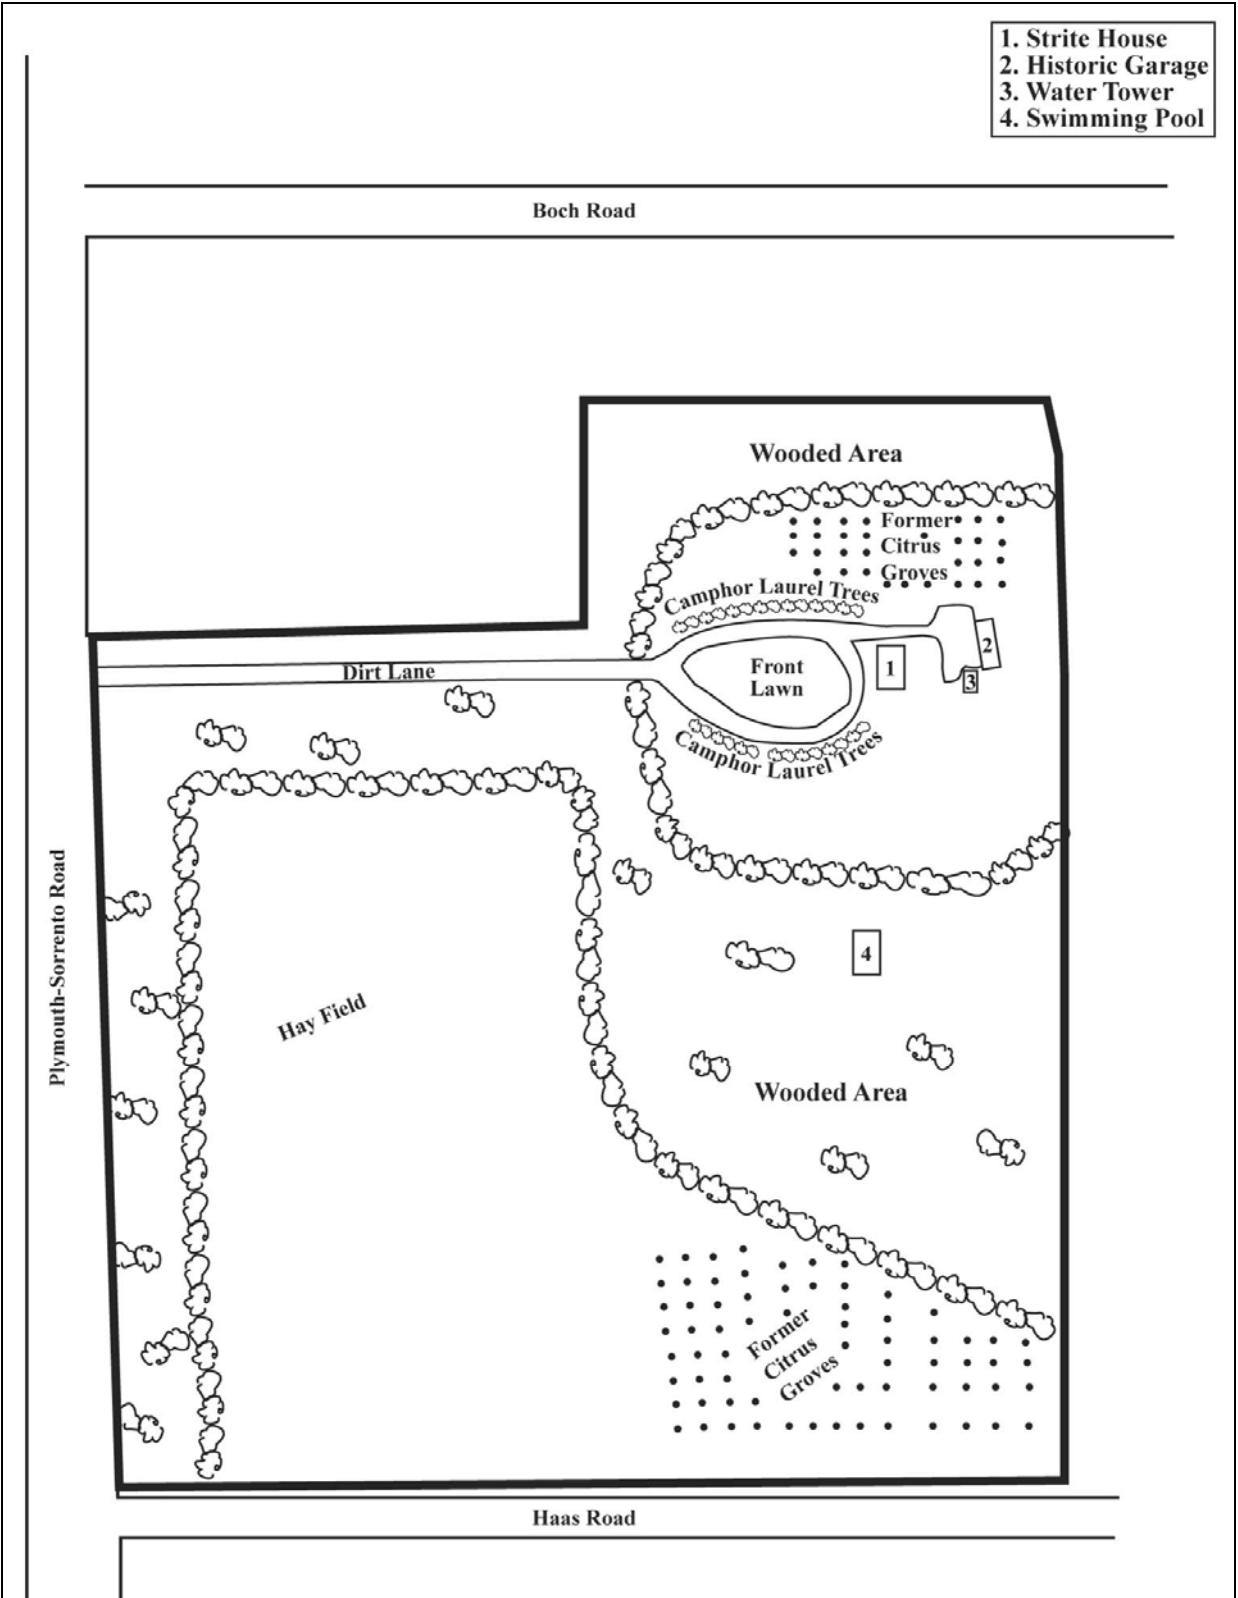 1. Strite House
2. Historic Garage
3. Water Tower
4. Swimming Pool
Boch Road
Wooded Area
Former
Citrus
Groves
Camphor Laurel Trees
Dirt Lane
Front
Lawn
1
2
3
Camphor Laurel Trees
Plymouth-Sorrento Road
Hay Field
4
Wooded Area
Former
Citrus
Groves
Haas Road